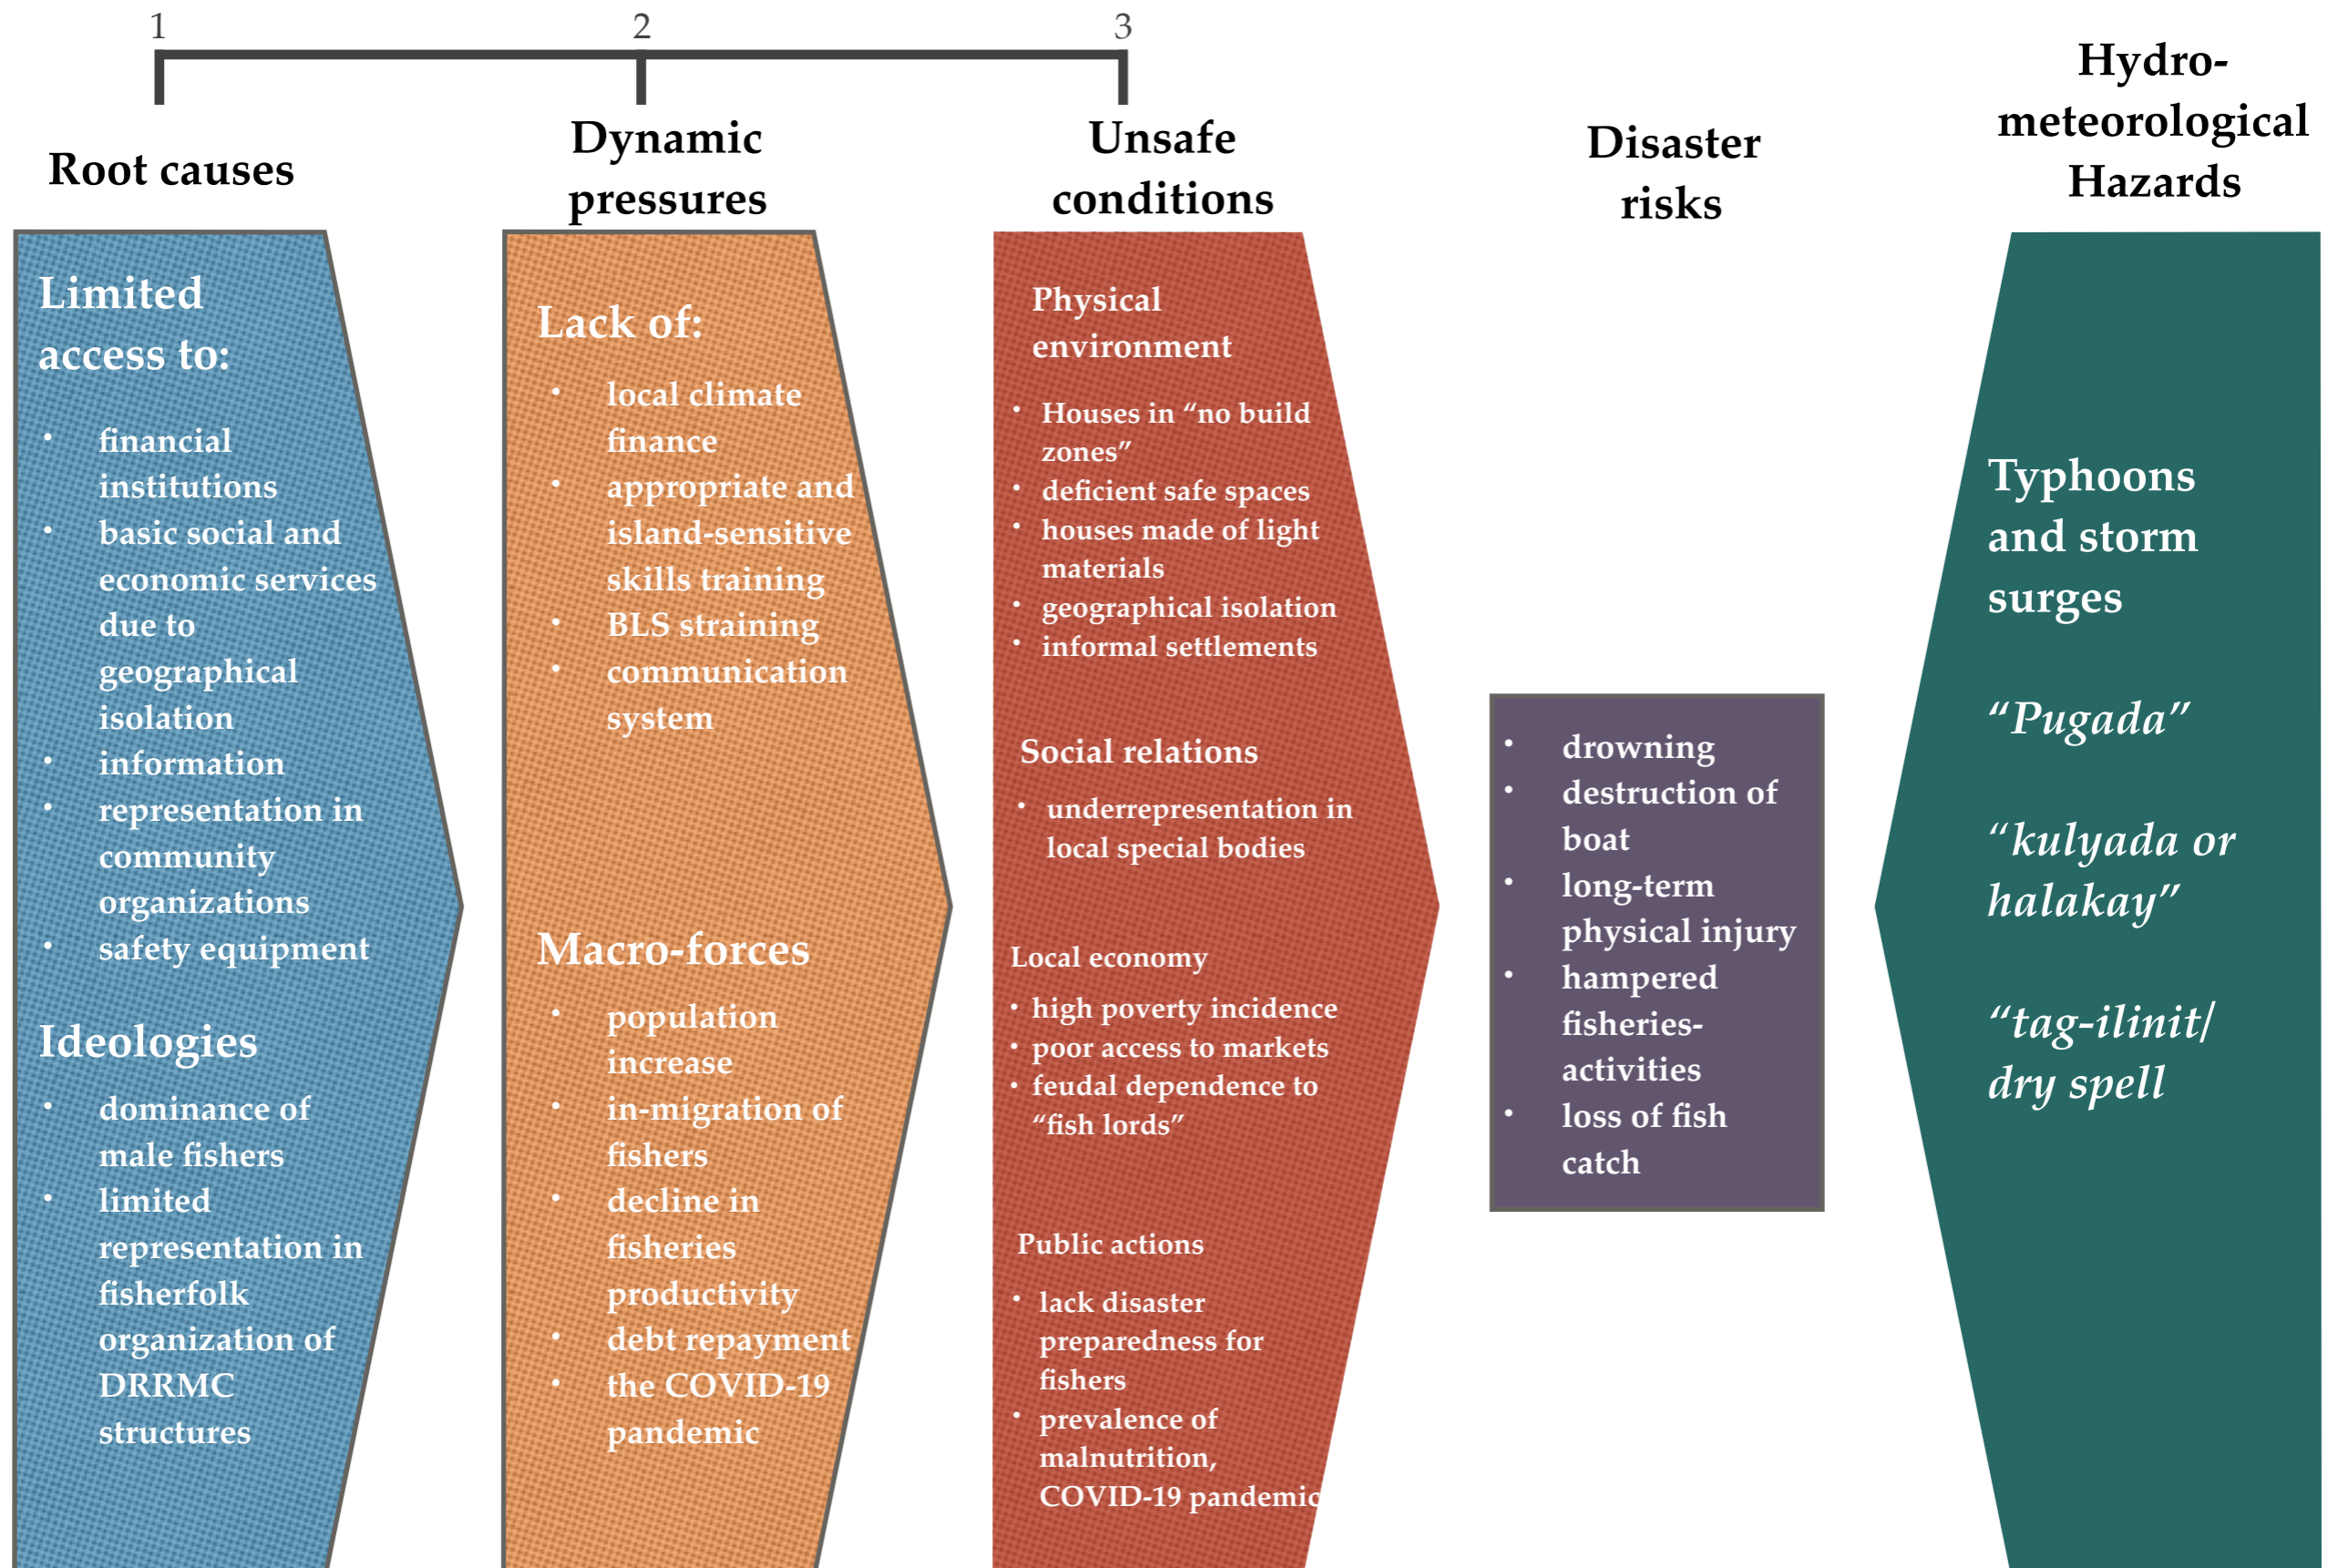 1
2
3
Root causes
Limited
access to:
• financial
institutions
• basic social and
economic services
due to
geographical
isolation
• information
• representation in
community
organizations
• safety equipment
Ideologies
• dominance of
male fishers
• limited
representation in
fisherfolk
organization of
DRRMC
structures
Dynamic
pressures
Lack of:
• local climate
finance
• appropriate and
island-sensitive
skills training
• BLS straining
• communication
system
Macro-forces
• population
increase
• in-migration of
fishers
• decline in
fisheries
productivity
• debt repayment
• the COVID-19
pandemic
Unsafe
conditions
Physical
environment
• Houses in “no build
zones”
• deficient safe spaces
• houses made of light
materials
• geographical isolation
• informal settlements
Social relations
• underrepresentation in
local special bodies
Local economy
• high poverty incidence
• poor access to markets
• feudal dependence to
“fish lords”
Public actions
• lack disaster
preparedness for
fishers
• prevalence of
malnutrition,
COVID-19 pandemic
Disaster
risks
• drowning
• destruction of
boat
• long-term
physical injury
• hampered
fisheries-
activities
• loss of fish
catch
Hydro-
meteorological
Hazards
Typhoons
and storm
surges
“Pugada”
“kulyada or
halakay”
“tag-ilinit/
dry spell